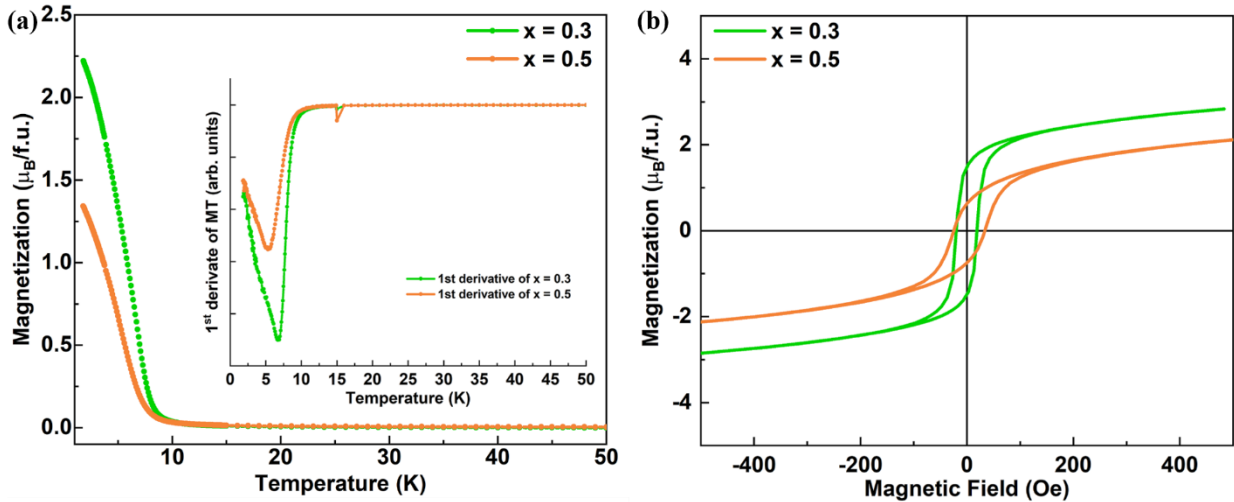 (a)
2.5
2.0
1.5
1.0
0.5
0.0
Magnetization (μB/f.u.)
x = 0.3
x = 0.5
1st derivate of MT (arb. units)
1st derivative of x = 0.3
1st derivative of x = 0.5
0 5 10 15 20 25 30 35 40 45 50
Temperature (K)
10 20 30 40 50
Temperature (K)
(b)
4
2
0
-2
-4
Magnetization (μB/f.u.)
x = 0.3
x = 0.5
-400 -200 0 200 400
Magnetic Field (Oe)